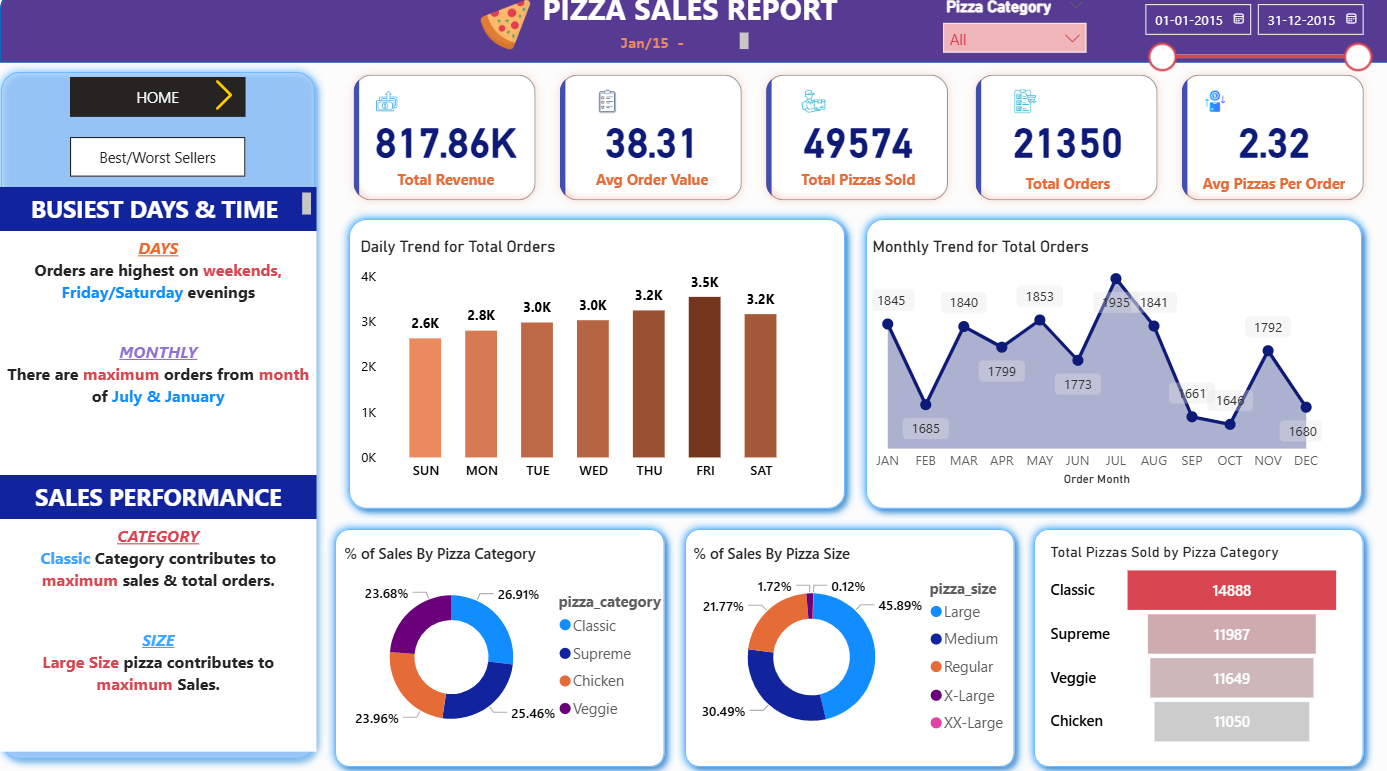 PIZZA SALES REPORT
Jan/15 -
Pizza Category
All
01-01-2015
31-12-2015
HOME
Best/Worst Sellers
BUSIEST DAYS & TIME
DAYS
Orders are highest on weekends,
Friday/Saturday evenings
MONTHLY
There are maximum orders from month
of July & January
SALES PERFORMANCE
CATEGORY
Classic Category contributes to
maximum sales & total orders.
SIZE
Large Size pizza contributes to
maximum Sales.
817.86K
Total Revenue
38.31
Avg Order Value
49574
Total Pizzas Sold
21350
Total Orders
2.32
Avg Pizzas Per Order
Daily Trend for Total Orders
4K
3K
2K
1K
0K
2.6K
2.8K
3.0K
3.0K
3.2K
3.5K
3.2K
SUN MON TUE WED THU FRI SAT
Monthly Trend for Total Orders
1845
1685
1840
1799
1853
1773
1935
1841
1661
1646
1792
1680
JAN FEB MAR APR MAY JUN JUL AUG SEP OCT NOV DEC
Order Month
% of Sales By Pizza Category
23.68%
26.91%
23.96%
25.46%
pizza_category
Classic
Supreme
Chicken
Veggie
% of Sales By Pizza Size
1.72%
0.12%
21.77%
45.89%
30.49%
pizza_size
Large
Medium
Regular
X-Large
XX-Large
Total Pizzas Sold by Pizza Category
Classic 14888
Supreme 11987
Veggie 11649
Chicken 11050